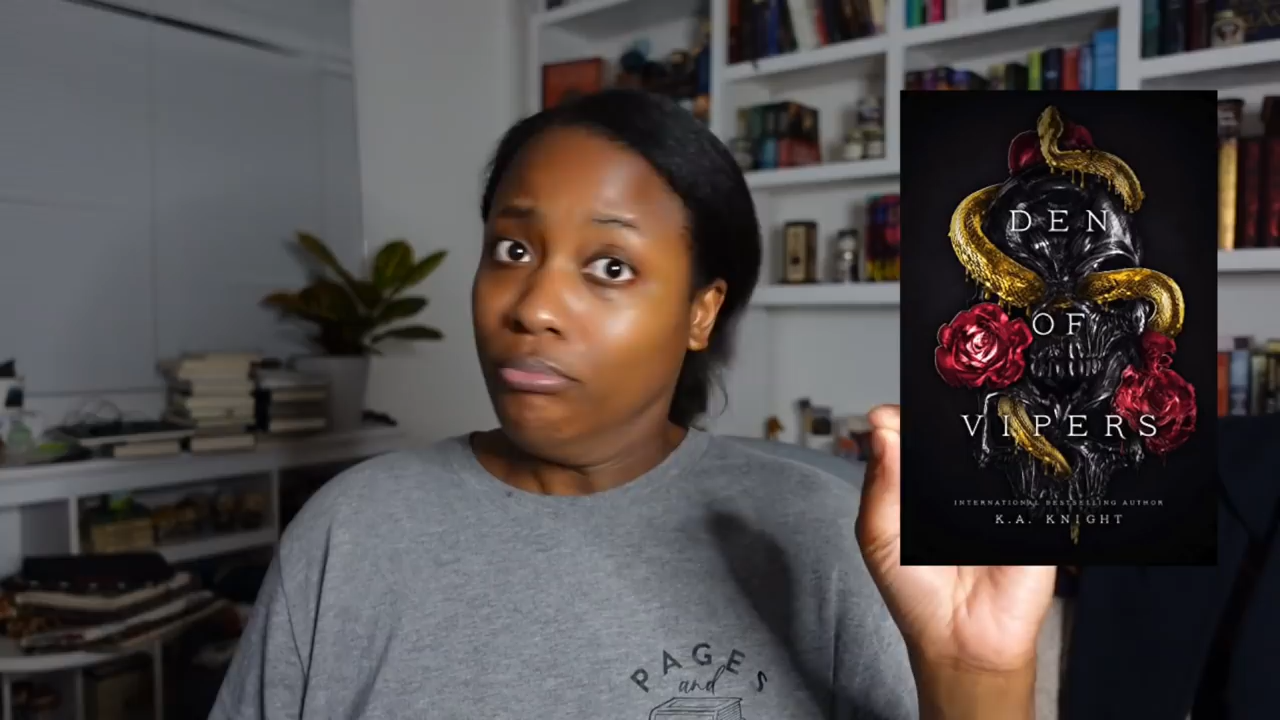 DEN
OF
VIPERS
INTERNATIONAL BESTSELLING AUTHOR
K.A. KNIGHT
PAGES
and